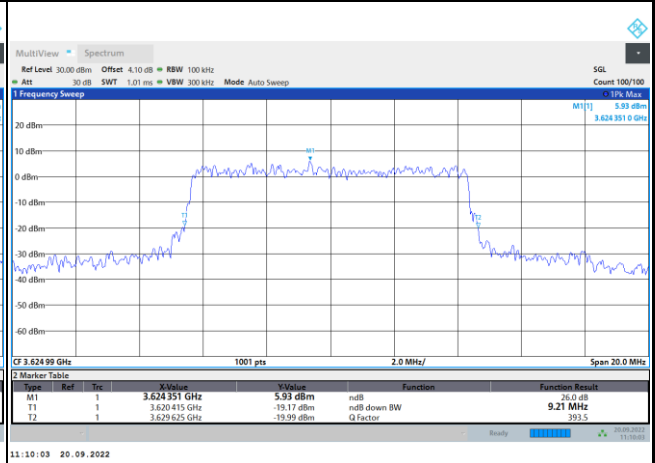 MultiView Spectrum
Ref Level 30.00 dBm Offset 4.10 dB RBW 100 kHz SGL
Att 30 dB SWT 1.01 ms VBW 300 kHz Mode Auto Sweep Count 100/100
1 Frequency Sweep 1Pk Max
M1[1] 5.93 dBm
3.624 351 0 GHz
20 dBm
10 dBm
M1
0 dBm
-10 dBm
T1
T2
-20 dBm
-30 dBm
-40 dBm
-50 dBm
-60 dBm
CF 3.624 99 GHz 1001 pts 2.0 MHz/ Span 20.0 MHz
2 Marker Table
Type Ref Trc X-Value Y-Value Function Function Result
M1 1 3.624 351 GHz 5.93 dBm ndB 26.0 dB
T1 1 3.620 415 GHz -19.17 dBm ndB down BW 9.21 MHz
T2 1 3.629 625 GHz -19.99 dBm Q Factor 393.5
Ready 20.09.2022
11:10:03
11:10:03 20.09.2022